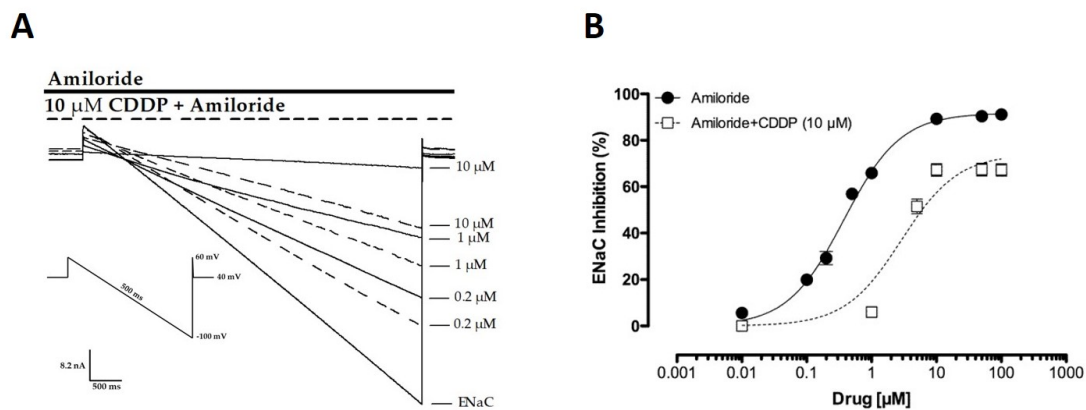 A
Amiloride
10 µM CDDP + Amiloride
10 µM
10 µM
1 µM
1 µM
0.2 µM
0.2 µM
ENaC
60 mV
40 mV
500 ms
-100 mV
8.2 nA
500 ms
B
Amiloride
Amiloride+CDDP (10 µM)
ENaC Inhibition (%)
100
80
60
40
20
0
0.001 0.01 0.1 1 10 100 1000
Drug [µM]